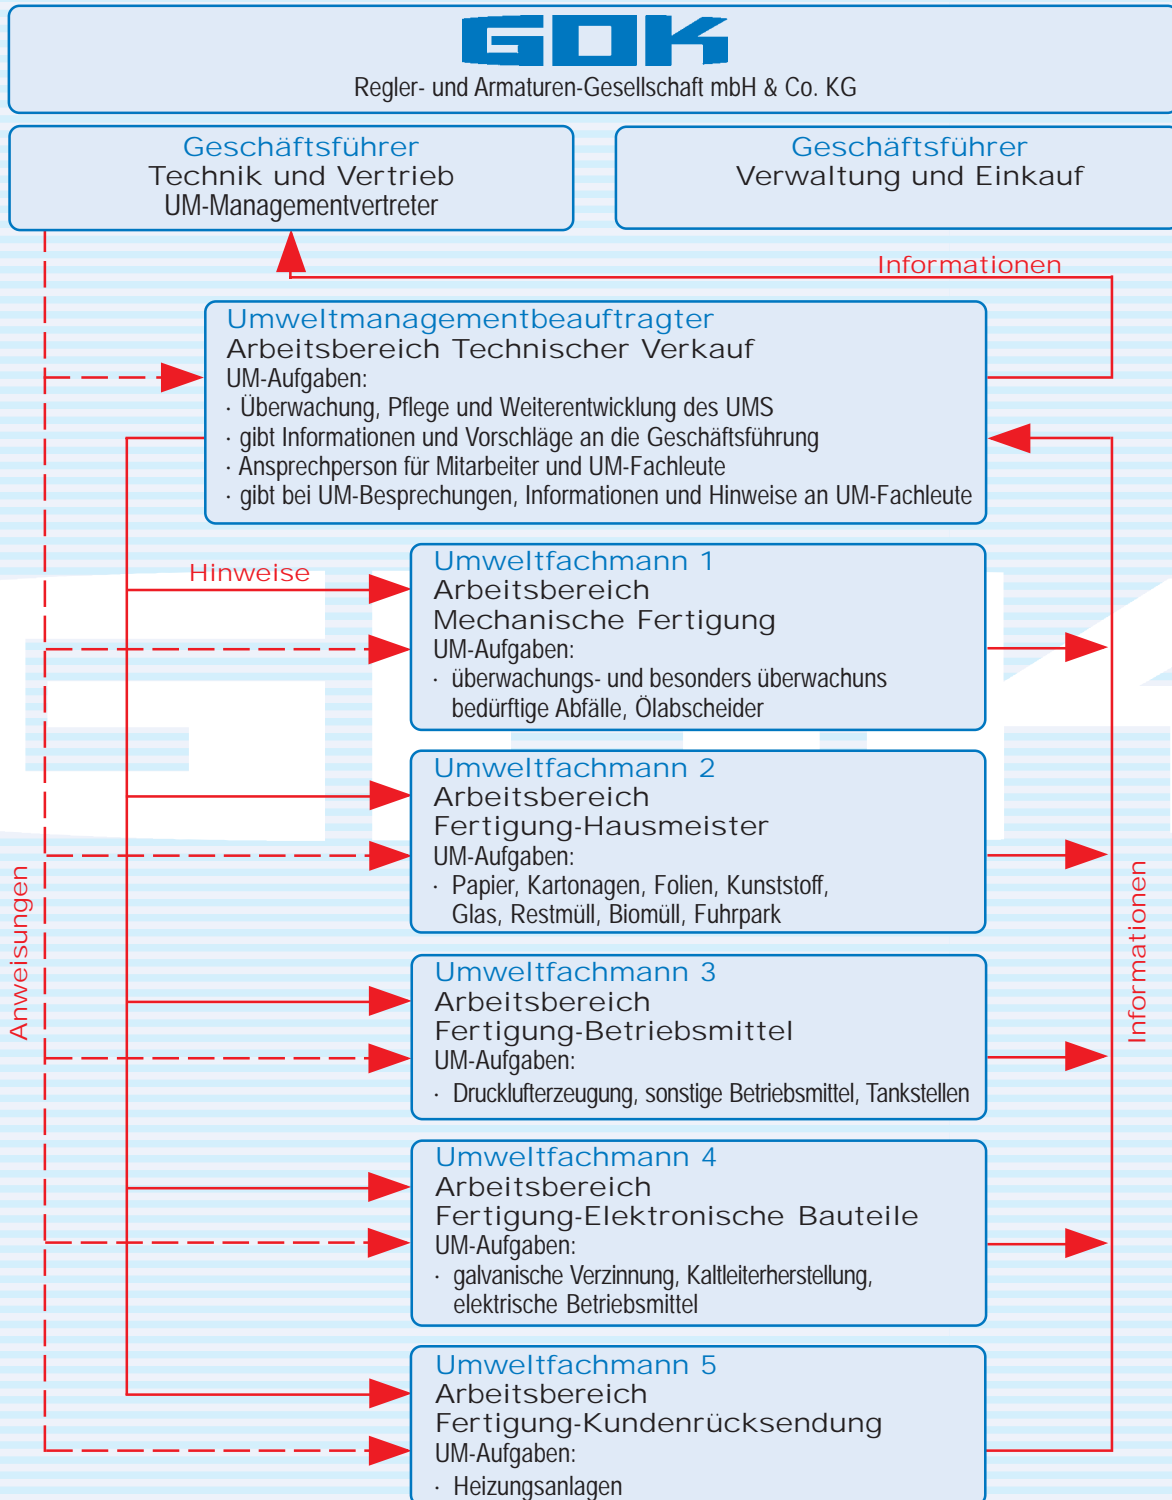 GOK
Regler- und Armaturen-Gesellschaft mbH & Co. KG
Geschäftsführer
Technik und Vertrieb
UM-Managementvertreter
Geschäftsführer
Verwaltung und Einkauf
Informationen
Umweltmanagementbeauftragter
Arbeitsbereich Technischer Verkauf
UM-Aufgaben:
· Überwachung, Pflege und Weiterentwicklung des UMS
· gibt Informationen und Vorschläge an die Geschäftsführung
· Ansprechperson für Mitarbeiter und UM-Fachleute
· gibt bei UM-Besprechungen, Informationen und Hinweise an UM-Fachleute
Hinweise
Umweltfachmann 1
Arbeitsbereich
Mechanische Fertigung
UM-Aufgaben:
· überwachungs- und besonders überwachuns
bedürftige Abfälle, Ölabscheider
Umweltfachmann 2
Arbeitsbereich
Fertigung-Hausmeister
UM-Aufgaben:
· Papier, Kartonagen, Folien, Kunststoff,
Glas, Restmüll, Biomüll, Fuhrpark
Anweisungen
Informationen
Umweltfachmann 3
Arbeitsbereich
Fertigung-Betriebsmittel
UM-Aufgaben:
· Drucklufterzeugung, sonstige Betriebsmittel, Tankstellen
Umweltfachmann 4
Arbeitsbereich
Fertigung-Elektronische Bauteile
UM-Aufgaben:
· galvanische Verzinnung, Kaltleiterherstellung,
elektrische Betriebsmittel
Umweltfachmann 5
Arbeitsbereich
Fertigung-Kundenrücksendung
UM-Aufgaben:
· Heizungsanlagen